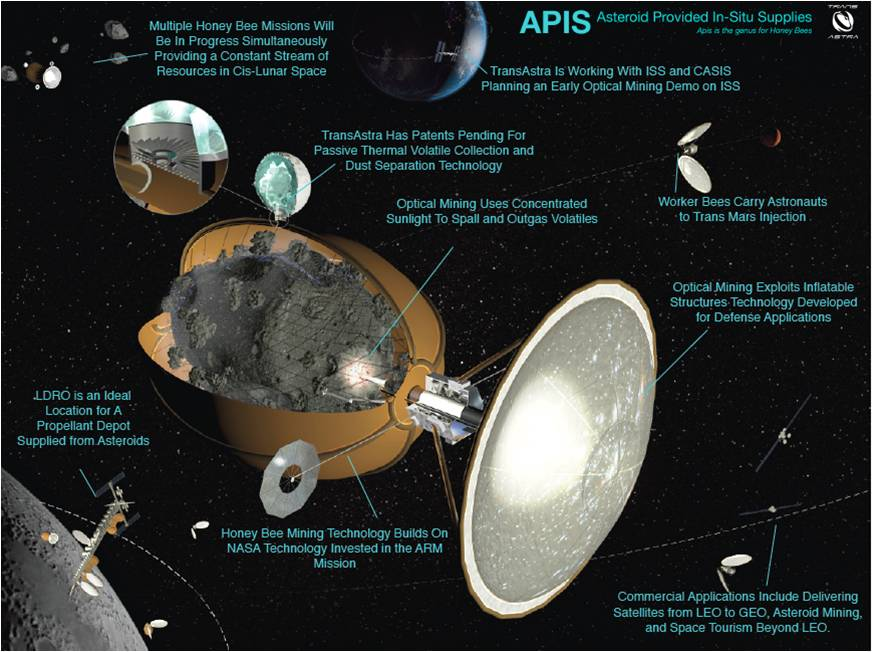 Multiple Honey Bee Missions Will
Be In Progress Simultaneously
Providing a Constant Stream of
Resources in Cis-Lunar Space
APIS Asteroid Provided In-Situ Supplies
Apis is the genus for Honey Bees
TRANS
ASTRA
TransAstra Is Working With ISS and CASIS
Planning an Early Optical Mining Demo on ISS
TransAstra Has Patents Pending For
Passive Thermal Volatile Collection and
Dust Separation Technology
Optical Mining Uses Concentrated
Sunlight To Spall and Outgas Volatiles
Worker Bees Carry Astronauts
to Trans Mars Injection
Optical Mining Exploits Inflatable
Structures Technology Developed
for Defense Applications
LDRO is an Ideal
Location for A
Propellant Depot
Supplied from Asteroids
Honey Bee Mining Technology Builds On
NASA Technology Invested in the ARM
Mission
Commercial Applications Include Delivering
Satellites from LEO to GEO, Asteroid Mining,
and Space Tourism Beyond LEO.